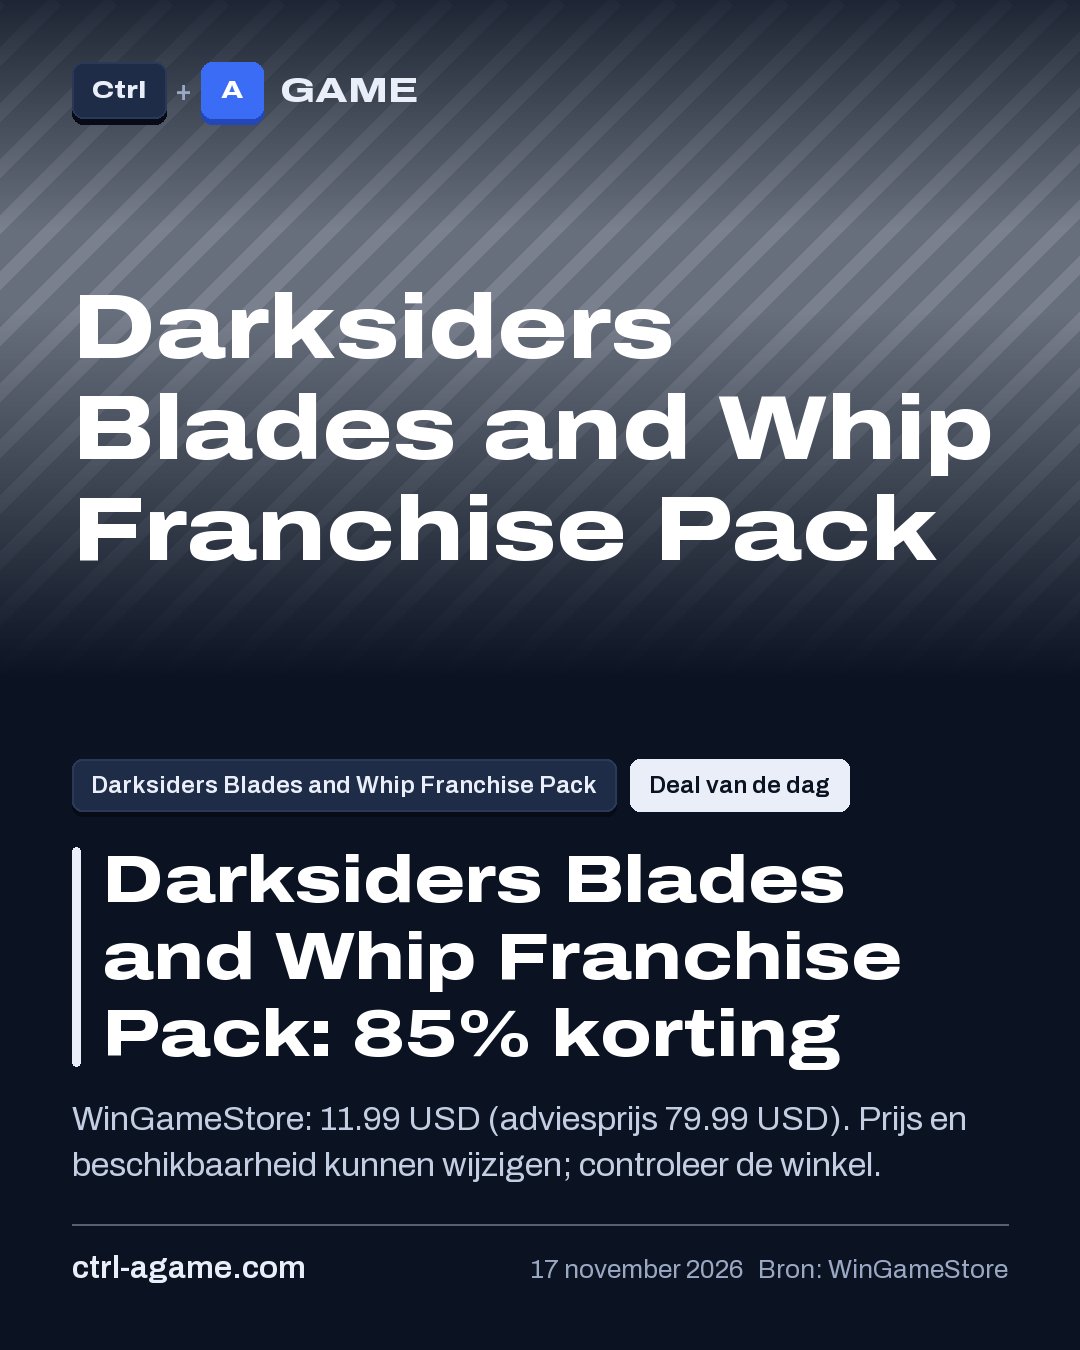 Ctrl + A GAME
Darksiders
Blades and Whip
Franchise Pack
Darksiders Blades and Whip Franchise Pack
Deal van de dag
Darksiders Blades
and Whip Franchise
Pack: 85% korting
WinGameStore: 11.99 USD (adviesprijs 79.99 USD). Prijs en
beschikbaarheid kunnen wijzigen; controleer de winkel.
ctrl-agame.com
17 november 2026 Bron: WinGameStore